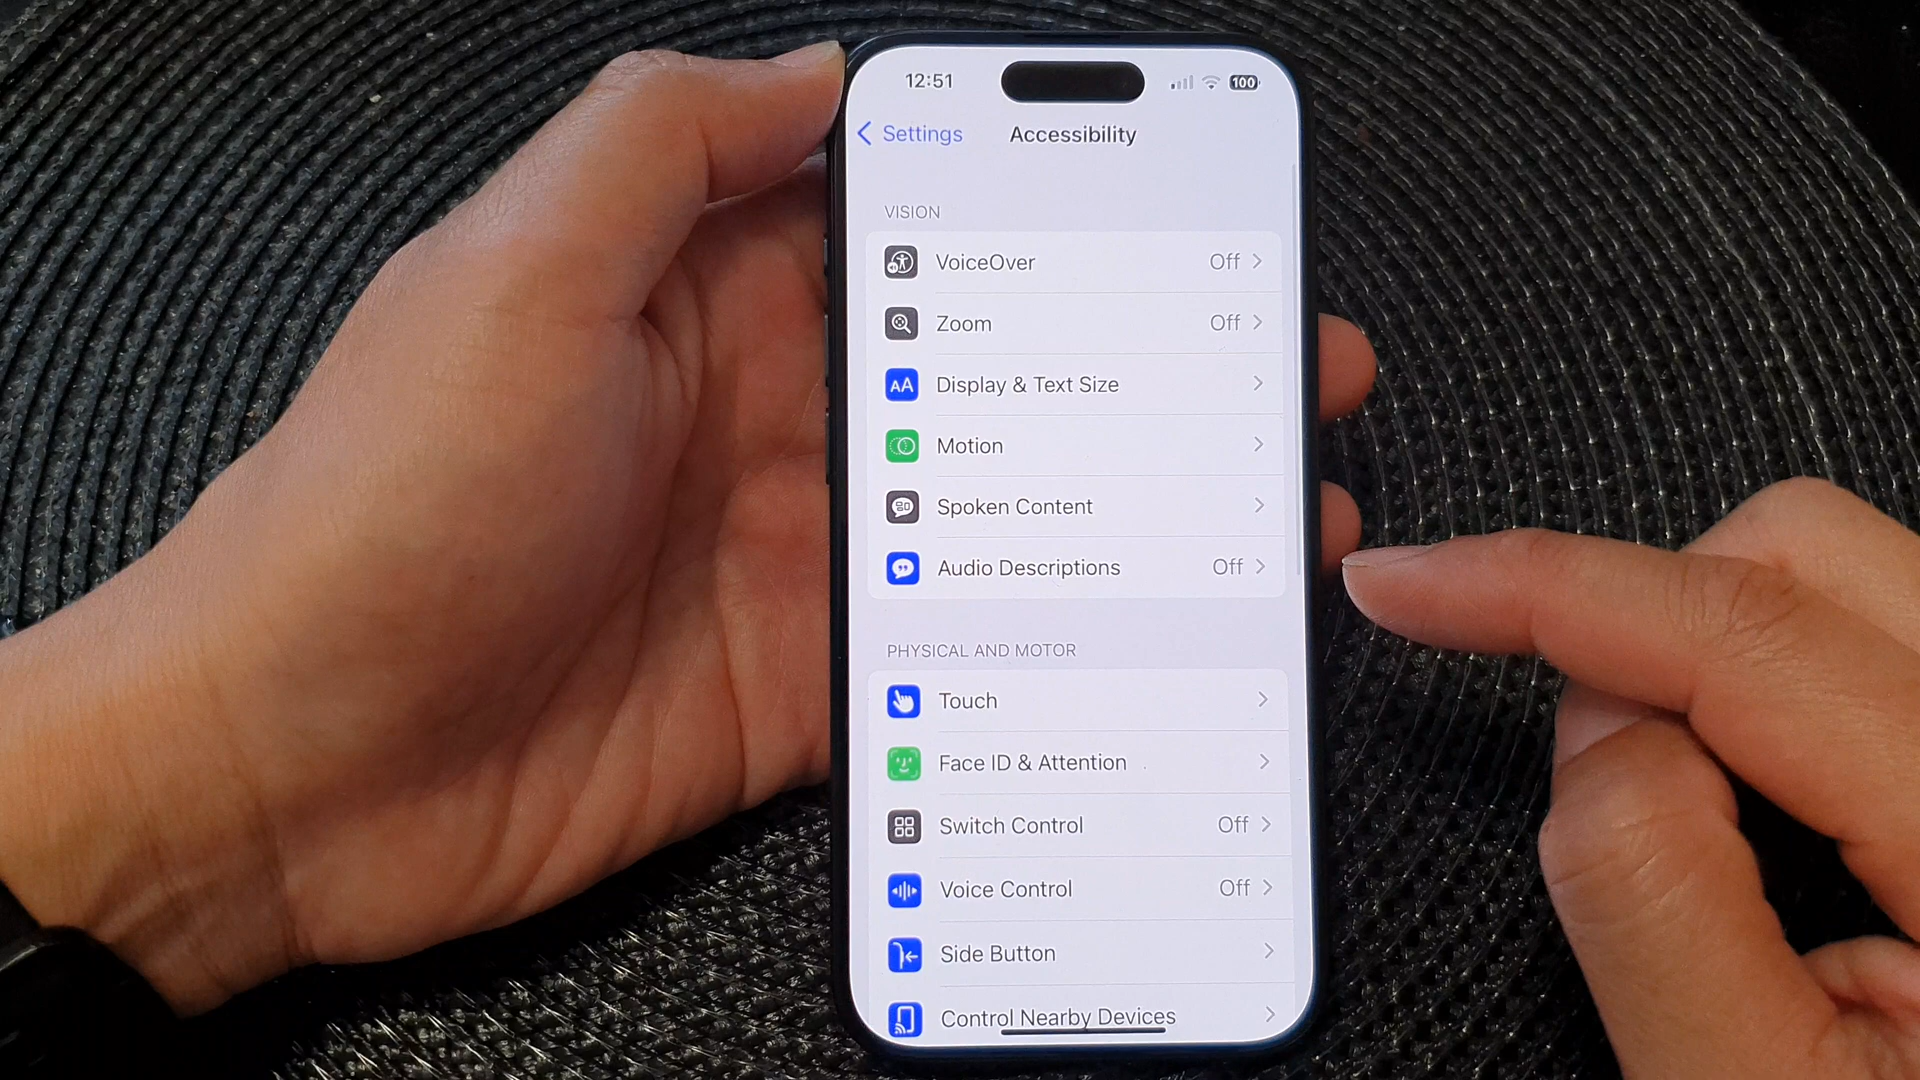 12:51
100
Settings
Accessibility
VISION
VoiceOver Off
Zoom Off
AA Display & Text Size
Motion
Spoken Content
Audio Descriptions Off
PHYSICAL AND MOTOR
Touch
Face ID & Attention
Switch Control Off
Voice Control Off
Side Button
Control Nearby Devices